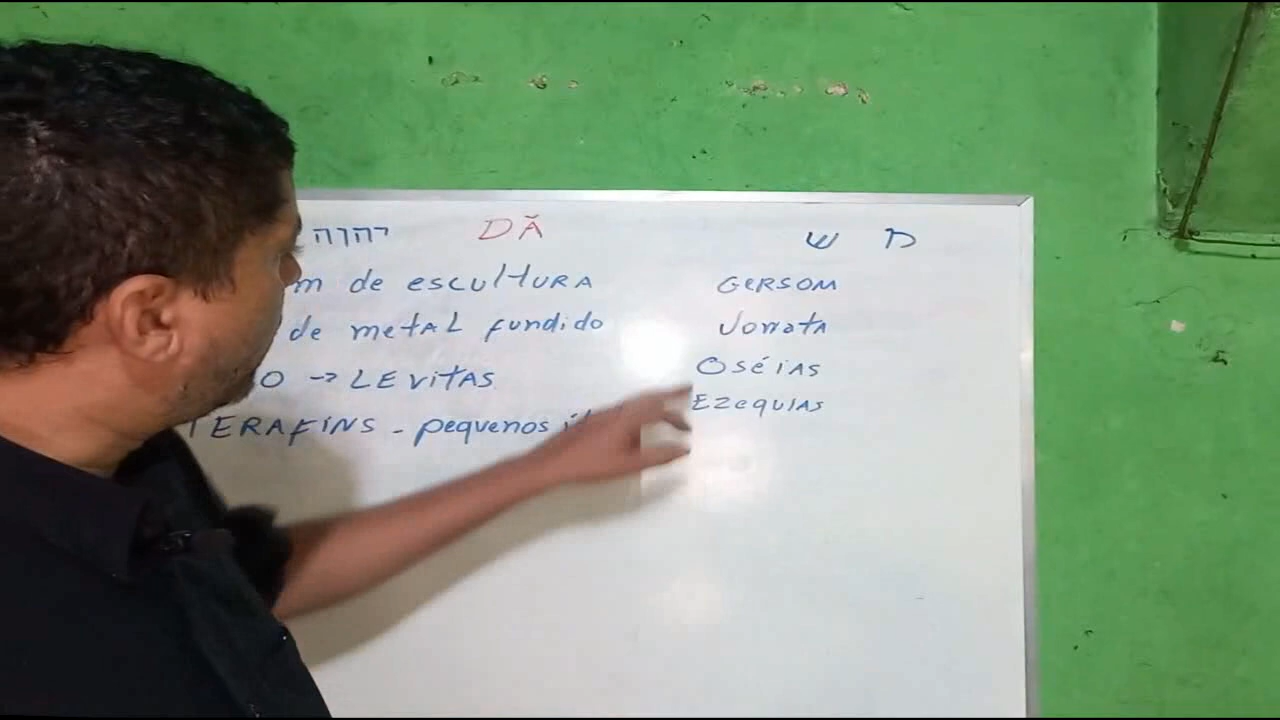 יהוה DÃ
de escultura
de metal fundido
→ LEVITAS
TERAFINS - pequenos
ש ת
GERSOM
Jonata
Oséias
Ezequias